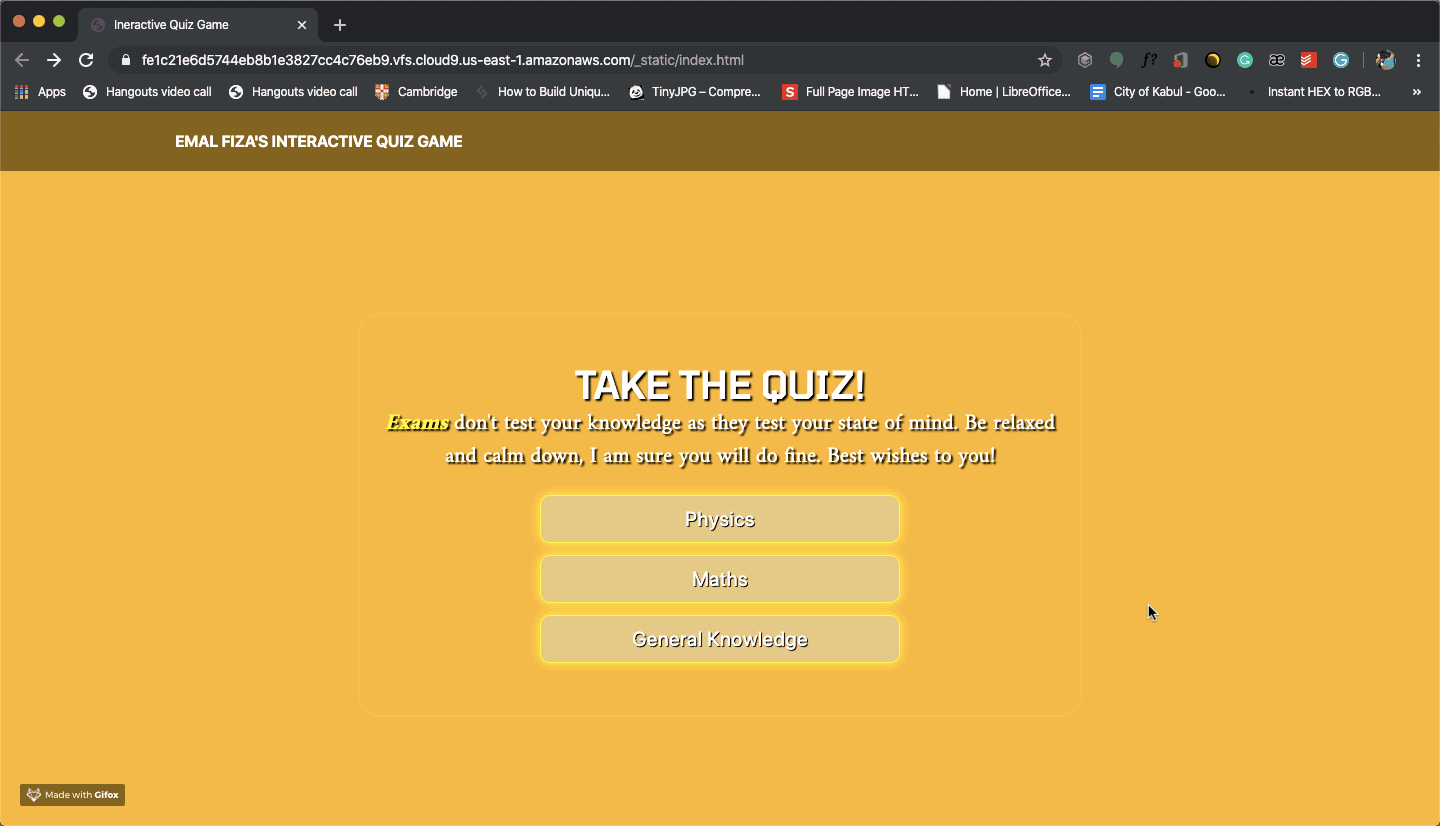 Ineractive Quiz Game
fe1c21e6d5744eb8b1e3827cc4c76eb9.vfs.cloud9.us-east-1.amazonaws.com/_static/index.html
Apps Hangouts video call Hangouts video call Cambridge How to Build Uniqu... TinyJPG – Compre... S Full Page Image HT... Home | LibreOffice... City of Kabul - Goo... Instant HEX to RGB... »
EMAL FIZA'S INTERACTIVE QUIZ GAME
TAKE THE QUIZ!
Exams don't test your knowledge as they test your state of mind. Be relaxed
and calm down, I am sure you will do fine. Best wishes to you!
Physics
Maths
General Knowledge
Made with Gifox